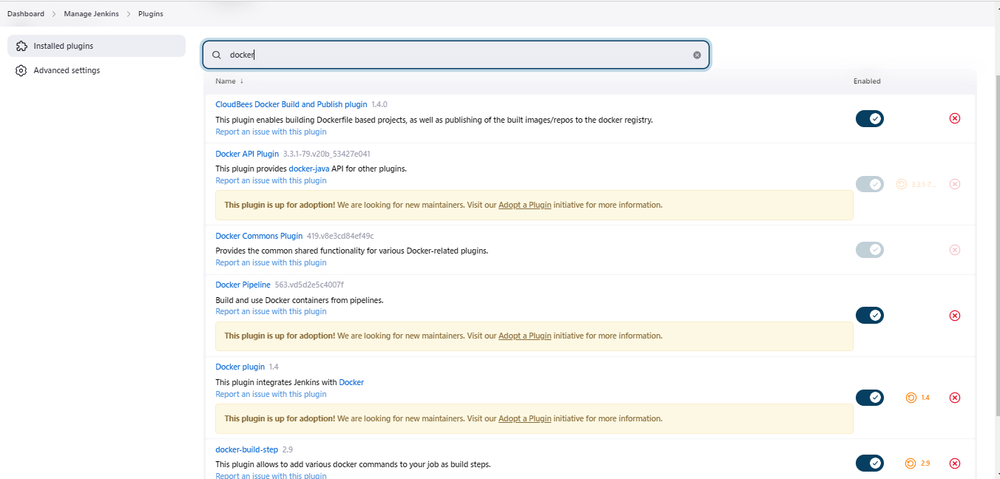 Dashboard > Manage Jenkins > Plugins
Installed plugins
Advanced settings
docker
Name ↓ Enabled
CloudBees Docker Build and Publish plugin 1.4.0
This plugin enables building Dockerfile based projects, as well as publishing of the built images/repos to the docker registry.
Report an issue with this plugin
Docker API Plugin 3.3.1-79.v20b_53427e041
This plugin provides docker-java API for other plugins.
Report an issue with this plugin
3.3.1-7...
This plugin is up for adoption! We are looking for new maintainers. Visit our Adopt a Plugin initiative for more information.
Docker Commons Plugin 419.v8e3cd84ef49c
Provides the common shared functionality for various Docker-related plugins.
Report an issue with this plugin
Docker Pipeline 563.vd5d2e5c4007f
Build and use Docker containers from pipelines.
Report an issue with this plugin
This plugin is up for adoption! We are looking for new maintainers. Visit our Adopt a Plugin initiative for more information.
Docker plugin 1.4
This plugin integrates Jenkins with Docker
Report an issue with this plugin
1.4
This plugin is up for adoption! We are looking for new maintainers. Visit our Adopt a Plugin initiative for more information.
docker-build-step 2.9
This plugin allows to add various docker commands to your job as build steps.
2.9
Report an issue with this plugin